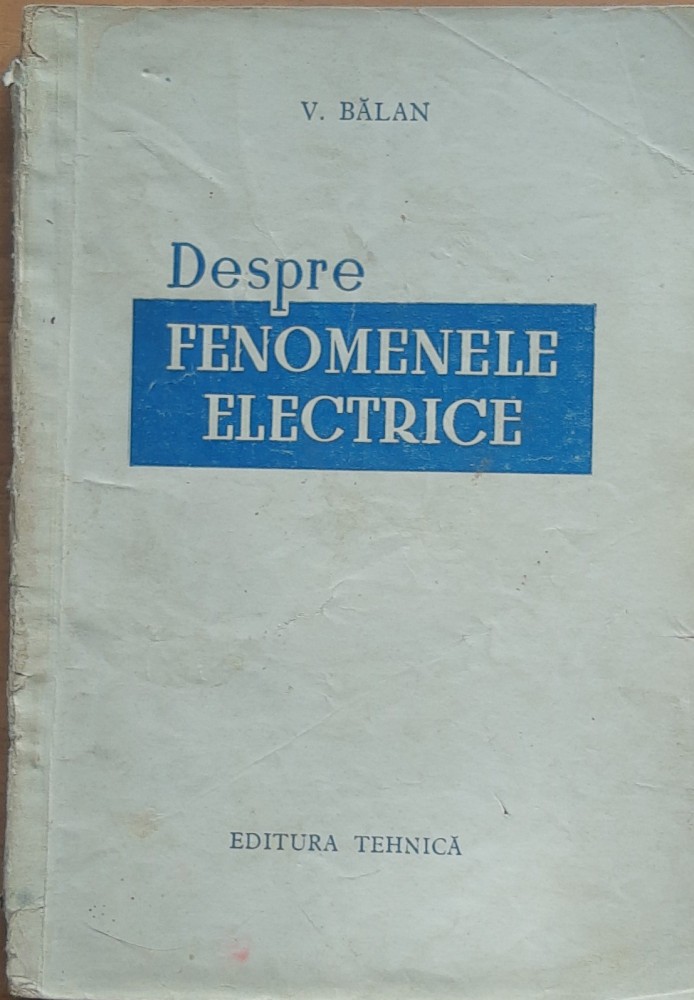 V. BĂLAN
Despre
FENOMENELE
ELECTRICE
EDITURA TEHNICĂ